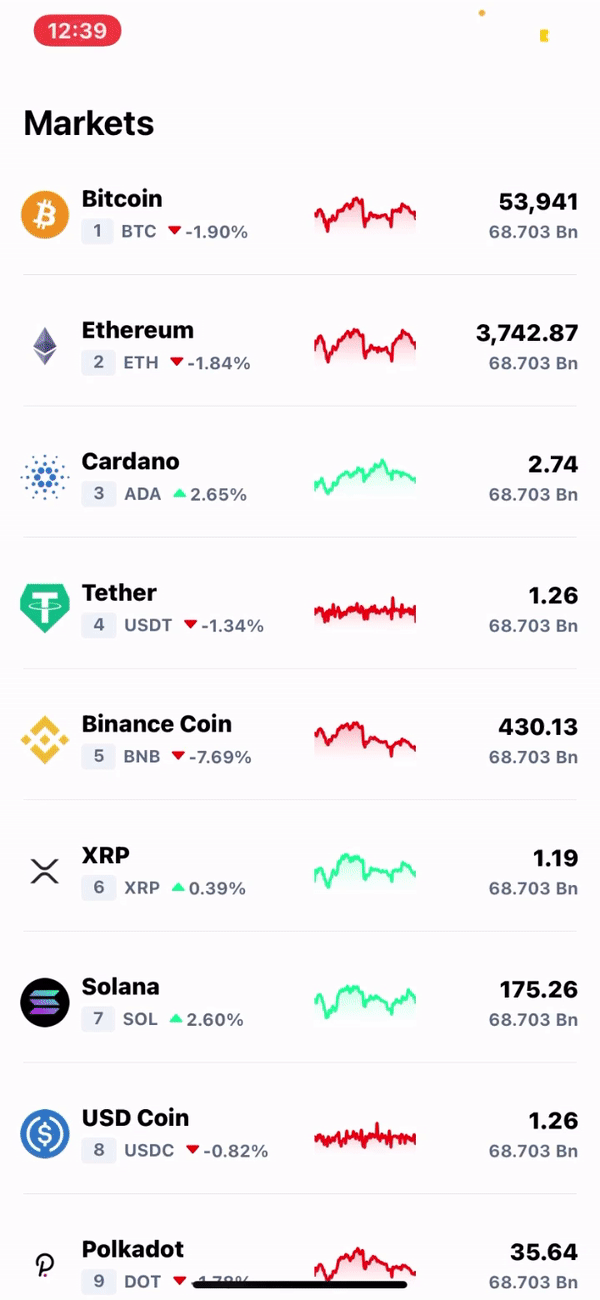 12:39
Markets
Bitcoin 53,941
1 BTC -1.90% 68.703 Bn
Ethereum 3,742.87
2 ETH -1.84% 68.703 Bn
Cardano 2.74
3 ADA 2.65% 68.703 Bn
Tether 1.26
4 USDT -1.34% 68.703 Bn
Binance Coin 430.13
5 BNB -7.69% 68.703 Bn
XRP 1.19
6 XRP 0.39% 68.703 Bn
Solana 175.26
7 SOL 2.60% 68.703 Bn
USD Coin 1.26
8 USDC -0.82% 68.703 Bn
Polkadot 35.64
9 DOT 68.703 Bn